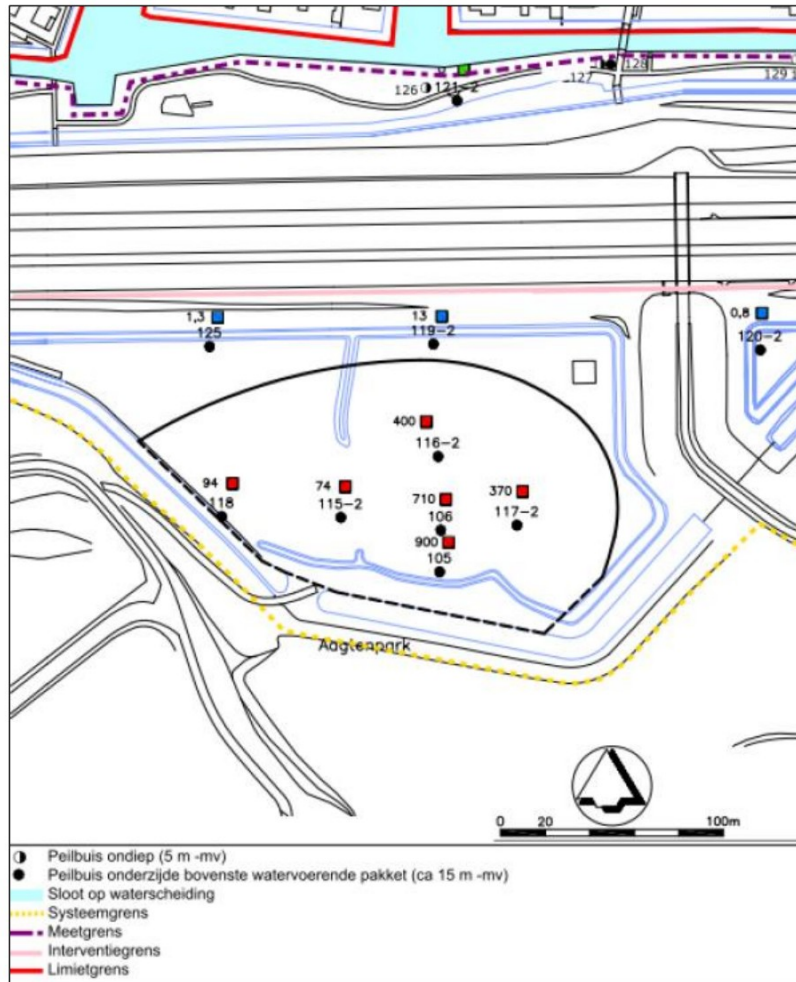 126
121-2
127
128
129
1,3
125
13
119-2
0,8
120-2
400
116-2
94
118
74
115-2
710
106
370
117-2
900
105
Aagtenpark
0 20 100m
Peilbuis ondiep (5 m -mv)
Peilbuis onderzijde bovenste watervoerende pakket (ca 15 m -mv)
Sloot op waterscheiding
Systeemgrens
Meetgrens
Interventiegrens
Limietgrens